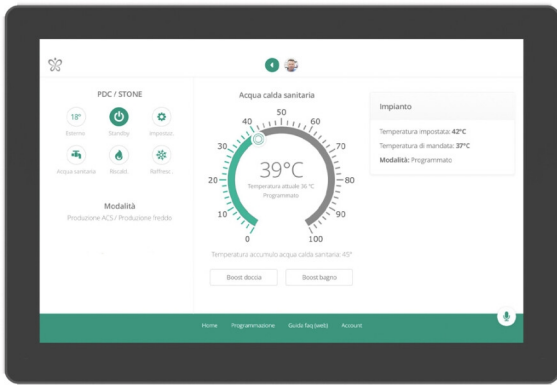 PDC / STONE
18°
Esterno
Standby
Impostaz.
Acqua sanitaria
Riscald.
Raffresc.
Modalità
Produzione ACS / Produzione freddo
Acqua calda sanitaria
0
10
20
30
40
50
60
70
80
90
100
39°C
Temperatura attuale 36 °C
Programmato
Temperatura accumulo acqua calda sanitaria: 45°
Boost doccia
Boost bagno
Impianto
Temperatura impostata: 42°C
Temperatura di mandata: 37°C
Modalità: Programmato
Home
Programmazione
Guida faq (web)
Account